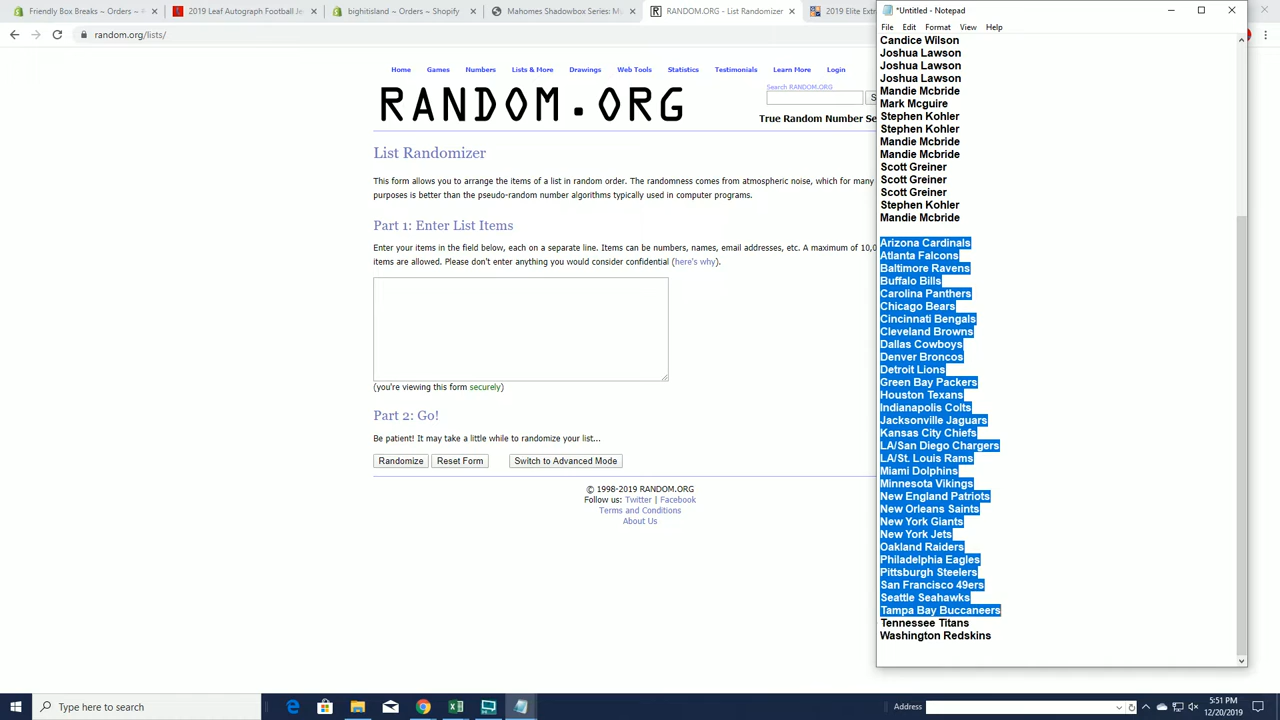 Friendly Box Breaks ~ Orders ~
2019 Leaf Autograph Football Je
bighitisland ~ Orders ~ Shopify
Mahomes Shadowbox Series: M
RANDOM.ORG - List Randomizer
2019 Elite Ext
random.org/lists/
*Untitled - Notepad
File Edit Format View Help
Home Games Numbers Lists & More Drawings Web Tools Statistics Testimonials Learn More Login
Search RANDOM.ORG
RANDOM.ORG
True Random Number Se
List Randomizer
This form allows you to arrange the items of a list in random order. The randomness comes from atmospheric noise, which for many
purposes is better than the pseudo-random number algorithms typically used in computer programs.
Part 1: Enter List Items
Enter your items in the field below, each on a separate line. Items can be numbers, names, email addresses, etc. A maximum of 10,0
items are allowed. Please don't enter anything you would consider confidential (here's why).
(you're viewing this form securely)
Part 2: Go!
Be patient! It may take a little while to randomize your list...
Randomize Reset Form Switch to Advanced Mode
© 1998-2019 RANDOM.ORG
Follow us: Twitter | Facebook
Terms and Conditions
About Us
Candice Wilson
Joshua Lawson
Joshua Lawson
Joshua Lawson
Mandie Mcbride
Mark Mcguire
Stephen Kohler
Stephen Kohler
Mandie Mcbride
Mandie Mcbride
Scott Greiner
Scott Greiner
Scott Greiner
Stephen Kohler
Mandie Mcbride
Arizona Cardinals
Atlanta Falcons
Baltimore Ravens
Buffalo Bills
Carolina Panthers
Chicago Bears
Cincinnati Bengals
Cleveland Browns
Dallas Cowboys
Denver Broncos
Detroit Lions
Green Bay Packers
Houston Texans
Indianapolis Colts
Jacksonville Jaguars
Kansas City Chiefs
LA/San Diego Chargers
LA/St. Louis Rams
Miami Dolphins
Minnesota Vikings
New England Patriots
New Orleans Saints
New York Giants
New York Jets
Oakland Raiders
Philadelphia Eagles
Pittsburgh Steelers
San Francisco 49ers
Seattle Seahawks
Tampa Bay Buccaneers
Tennessee Titans
Washington Redskins
Type here to search
Address
5:51 PM
12/20/2019